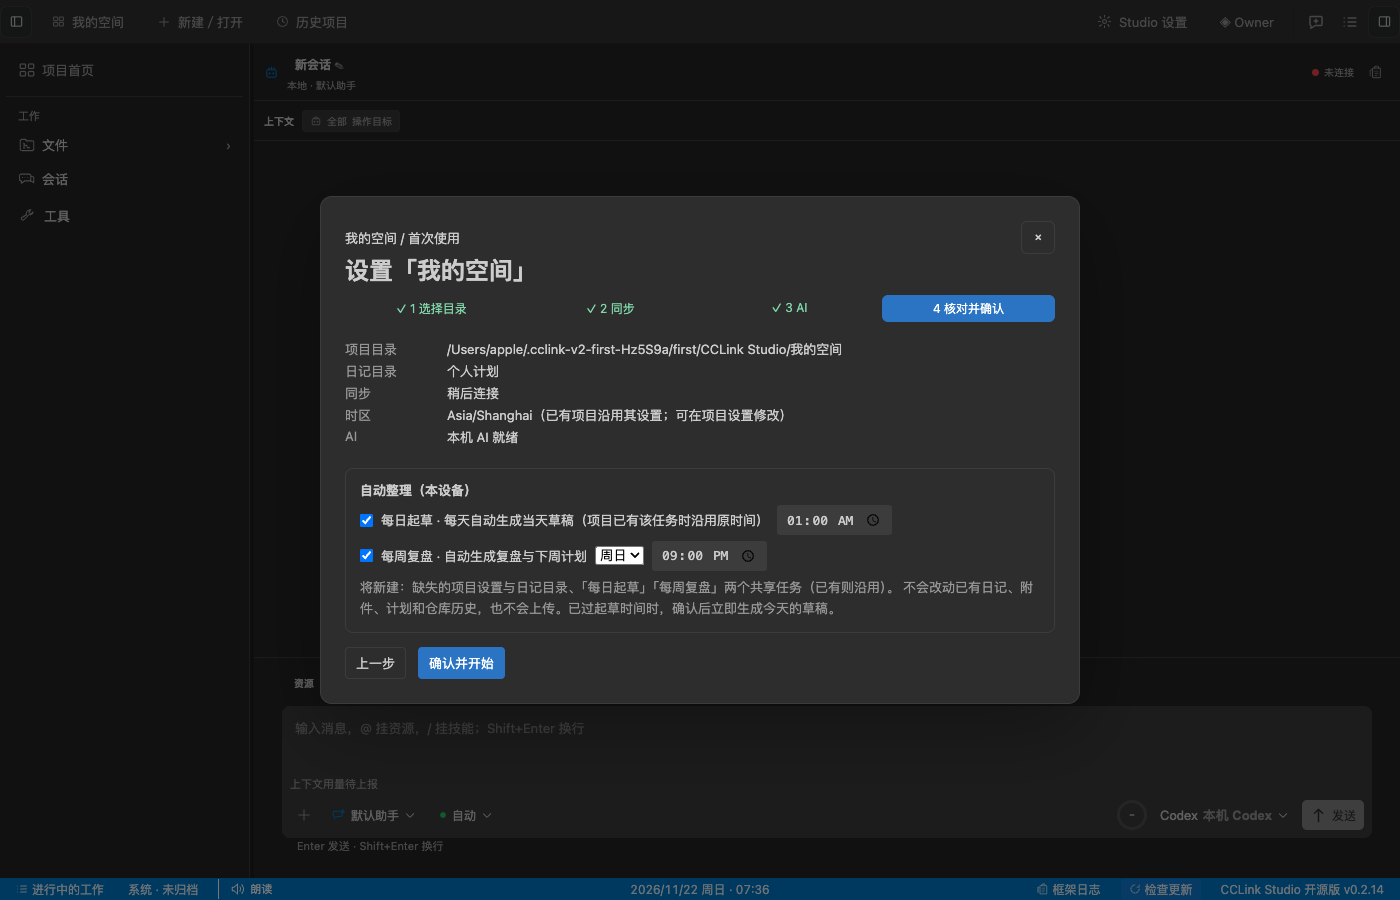 我的空间
新建 / 打开
历史项目
Studio 设置
Owner
项目首页
工作
文件
会话
工具
新会话
本地 · 默认助手
未连接
上下文
全部 操作目标
我的空间 / 首次使用
×
设置「我的空间」
✓ 1 选择目录
✓ 2 同步
✓ 3 AI
4 核对并确认
项目目录 /Users/apple/.cclink-v2-first-Hz5S9a/first/CCLink Studio/我的空间
日记目录 个人计划
同步 稍后连接
时区 Asia/Shanghai（已有项目沿用其设置；可在项目设置修改）
AI 本机 AI 就绪
自动整理（本设备）
每日起草 · 每天自动生成当天草稿（项目已有该任务时沿用原时间） 01:00 AM
每周复盘 · 自动生成复盘与下周计划 周日 09:00 PM
将新建：缺失的项目设置与日记目录、「每日起草」「每周复盘」两个共享任务（已有则沿用）。不会改动已有日记、附
件、计划和仓库历史，也不会上传。已过起草时间时，确认后立即生成今天的草稿。
上一步
确认并开始
资源
输入消息，@ 挂资源，/ 挂技能；Shift+Enter 换行
上下文用量待上报
默认助手
自动
-
Codex 本机 Codex
发送
Enter 发送 · Shift+Enter 换行
进行中的工作
系统 · 未归档
朗读
2026/11/22 周日 · 07:36
框架日志
检查更新
CCLink Studio 开源版 v0.2.14